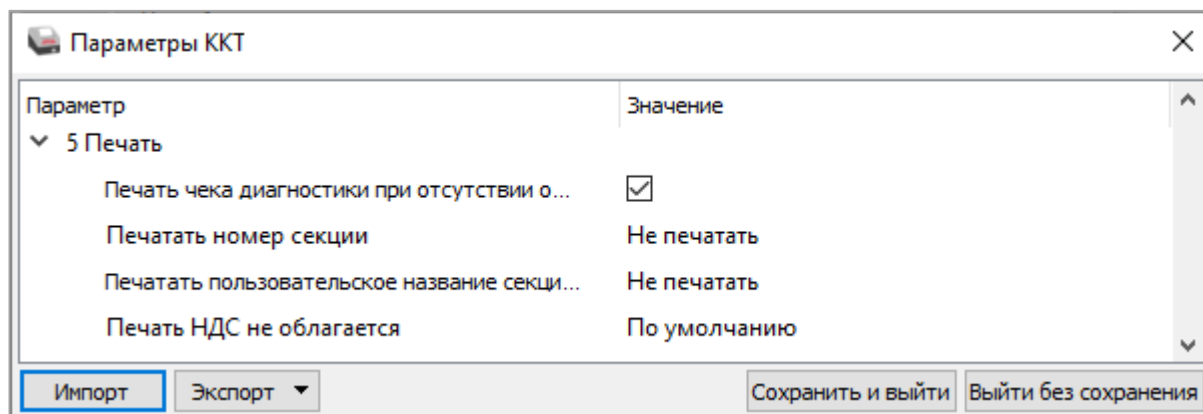 Параметры ККТ
Параметр Значение
5 Печать
Печать чека диагностики при отсутствии о...
Печатать номер секции Не печатать
Печатать пользовательское название секци... Не печатать
Печать НДС не облагается По умолчанию
Импорт Экспорт Сохранить и выйти Выйти без сохранения